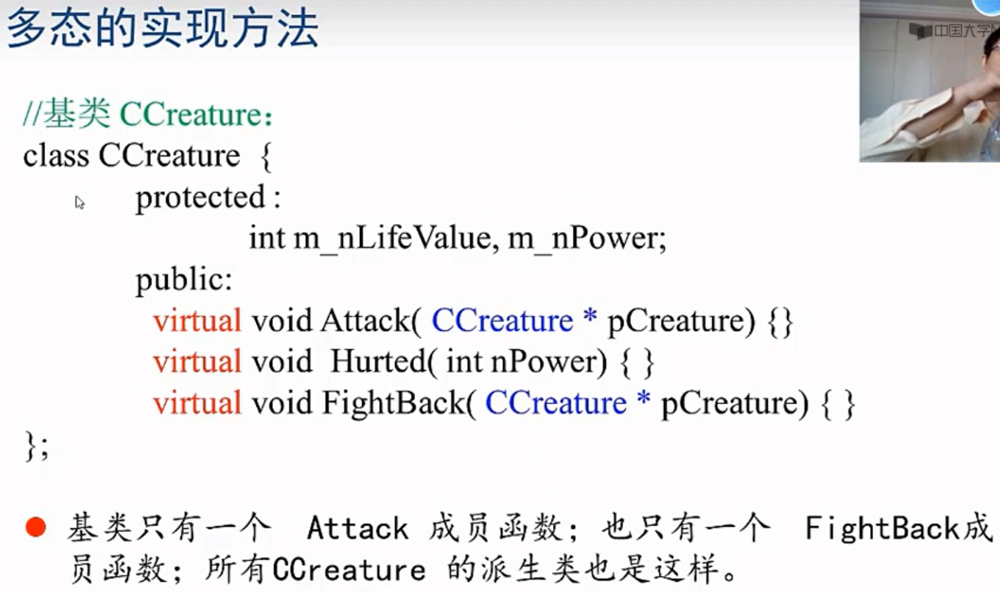 多态的实现方法
中国大学M
//基类 CCreature：
class CCreature {
protected :
int m_nLifeValue, m_nPower;
public:
virtual void Attack( CCreature * pCreature) {}
virtual void Hurted( int nPower) { }
virtual void FightBack( CCreature * pCreature) { }
};
基类只有一个 Attack 成员函数；也只有一个 FightBack成
员函数；所有CCreature 的派生类也是这样。